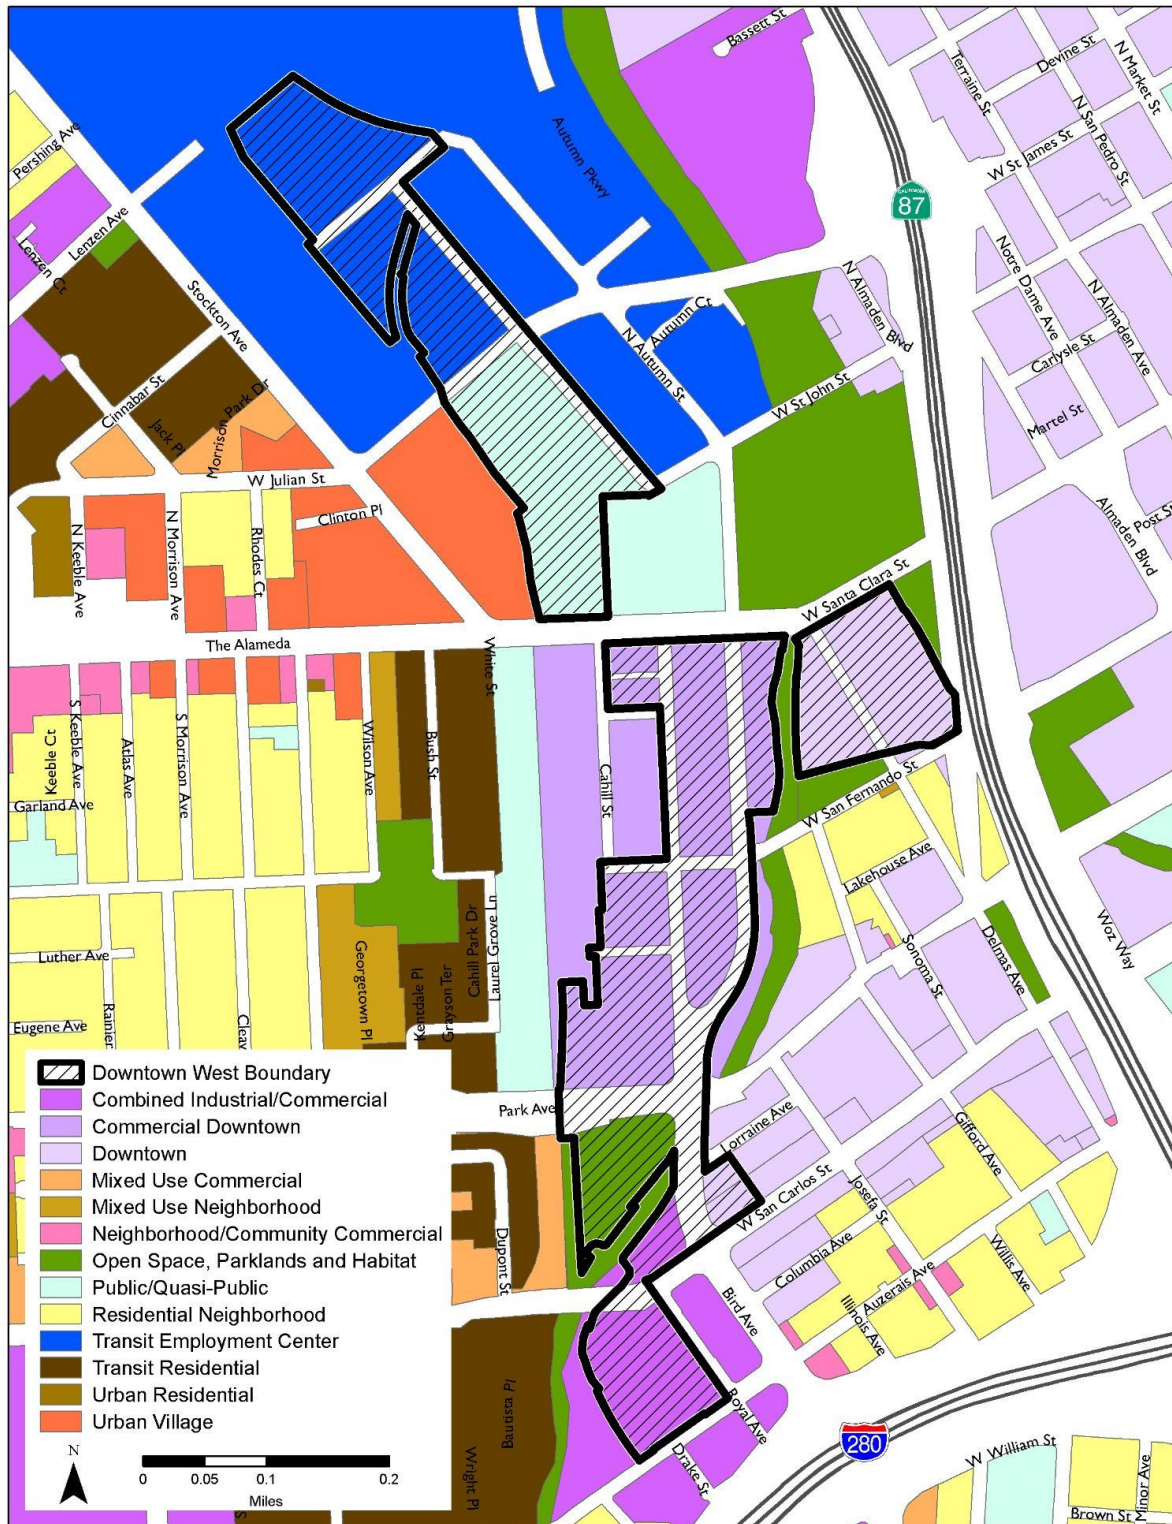 Bassett St
Devine St
N Market St
Terraine St
N San Pedro St
W St James St
Pershing Ave
Autumn Pkwy
CALIFORNIA
87
Lenzen Ave
Lenzen Ct
Notre Dame Ave
N Almaden Blvd
N Almaden Ave
Stockton Ave
Autumn Ct
N Autumn St
Carlysle St
W St John St
Cinnabar St
Morrison Park Dr
Jack Pl
Martel St
W Julian St
Clinton Pl
Almaden Blvd
Post St
N Keeble Ave
N Morrison Ave
Rhodes Ct
W Santa Clara St
The Alameda
White St
S Keeble Ave
Keeble Ct
Atlas Ave
S Morrison Ave
Wilson Ave
Bush St
Cahill St
W San Fernando St
Garland Ave
Lakehouse Ave
Laurel Grove Ln
Cahill Park Dr
Woz Way
Delmas Ave
Sonoma St
Luther Ave
Georgetown Pl
Kentdale Pl
Grayson Ter
Rainier
Cleav
Eugene Ave
Park Ave
Lorraine Ave
Gifford Ave
W San Carlos St
Josefa St
Dupont St
Columbia Ave
Willis Ave
Auzerais Ave
Illinois Ave
Bird Ave
Royal Ave
Bautista Pl
Drake St
Wright Pl
280
W William St
Minor Ave
Brown St
S
Downtown West Boundary
Combined Industrial/Commercial
Commercial Downtown
Downtown
Mixed Use Commercial
Mixed Use Neighborhood
Neighborhood/Community Commercial
Open Space, Parklands and Habitat
Public/Quasi-Public
Residential Neighborhood
Transit Employment Center
Transit Residential
Urban Residential
Urban Village
N
0 0.05 0.1 0.2
Miles